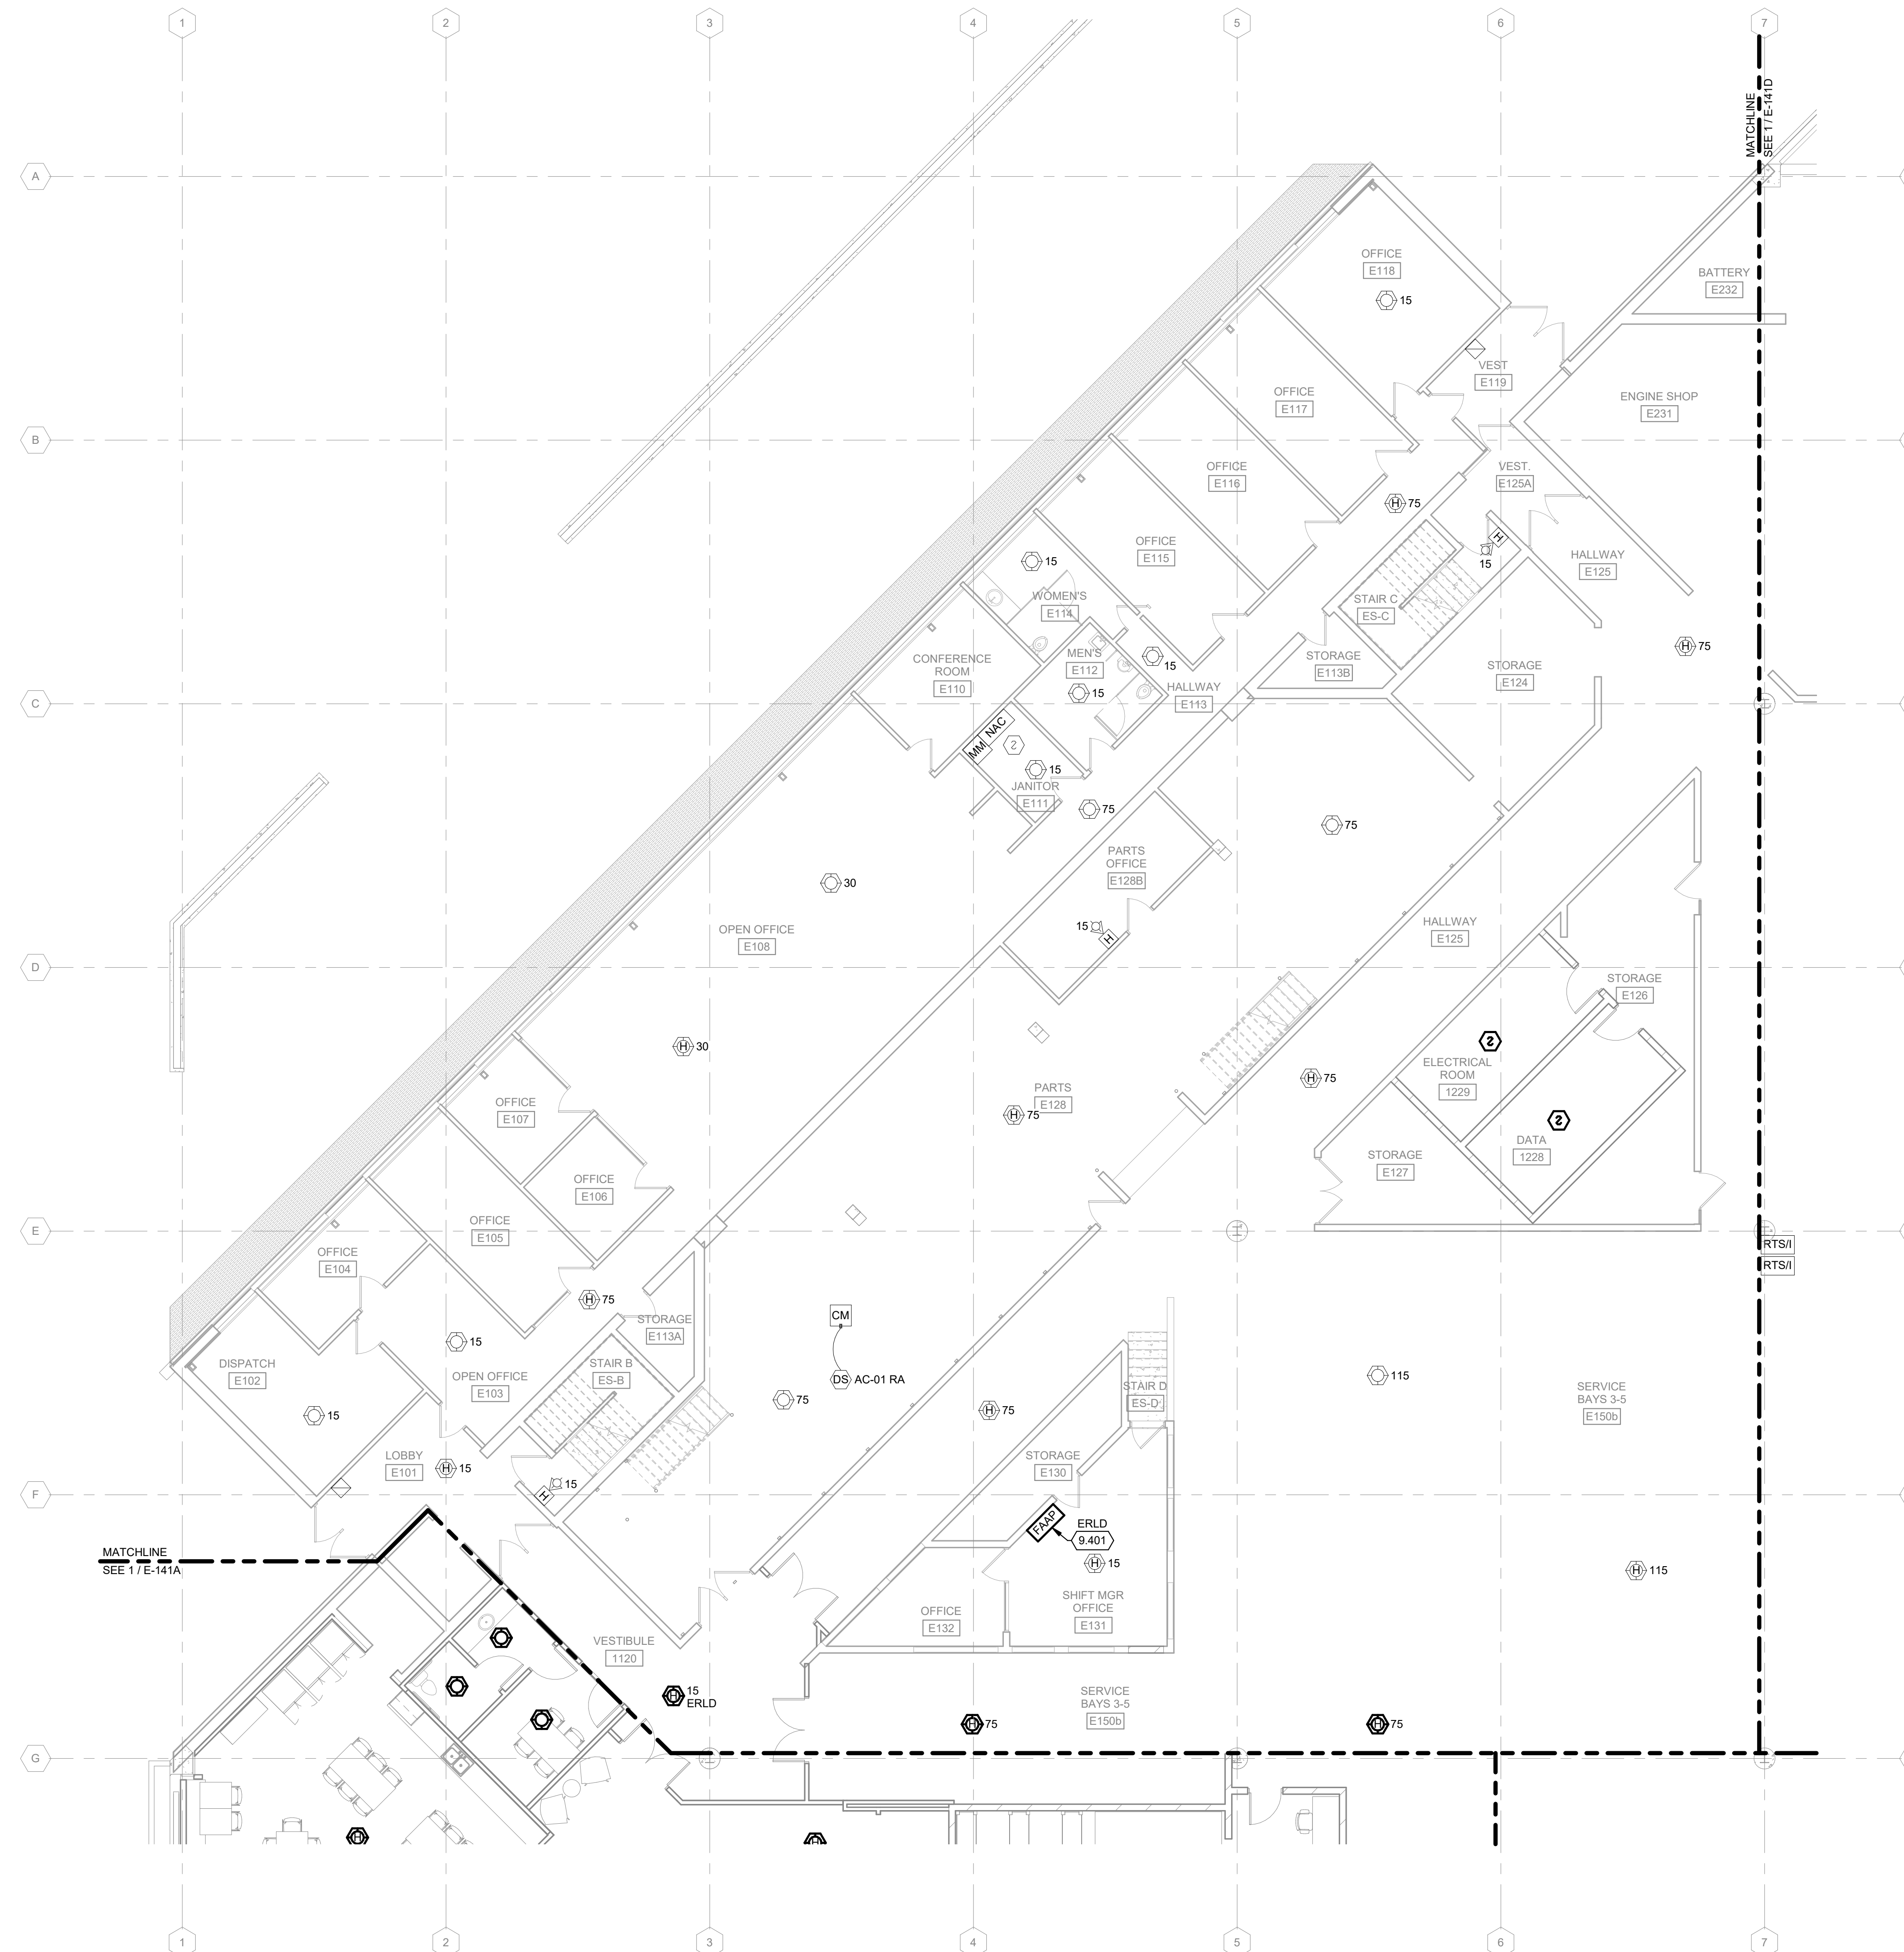 1
2
3
4
5
6
7
MATCHLINE
SEE 1 / E-141D
A
OFFICE
E118
15
BATTERY
E232
VEST
E119
OFFICE
E117
ENGINE SHOP
E231
B
OFFICE
E116
VEST.
E125A
H 75
H
15
OFFICE
E115
HALLWAY
E125
15
WOMEN'S
E114
STAIR C
ES-C
H 75
CONFERENCE
ROOM
E110
MEN'S
E112
15
15
STORAGE
E113B
STORAGE
E124
HALLWAY
E113
C
NAC
MM
2
15
JANITOR
E111
75
75
PARTS
OFFICE
E128B
30
15
H
OPEN OFFICE
E108
HALLWAY
E125
D
STORAGE
E126
H 30
2
ELECTRICAL
ROOM
1229
H 75
PARTS
E128
H 75
OFFICE
E107
2
DATA
1228
STORAGE
E127
OFFICE
E106
OFFICE
E105
E
RTS/I
RTS/I
OFFICE
E104
H 75
CM
STORAGE
E113A
15
DISPATCH
E102
STAIR B
ES-B
OPEN OFFICE
E103
DS AC-01 RA
75
115
STAIR D
ES-D
SERVICE
BAYS 3-5
E150b
15
H 75
LOBBY
E101
H 15
STORAGE
E130
H
15
F
FAAP
ERLD
9.401
H 15
MATCHLINE
SEE 1 / E-141A
H 115
SHIFT MGR
OFFICE
E131
OFFICE
E132
VESTIBULE
1120
H 15
ERLD
SERVICE
BAYS 3-5
E150b
H 75
H 75
G
H
H
1
2
3
4
5
6
7